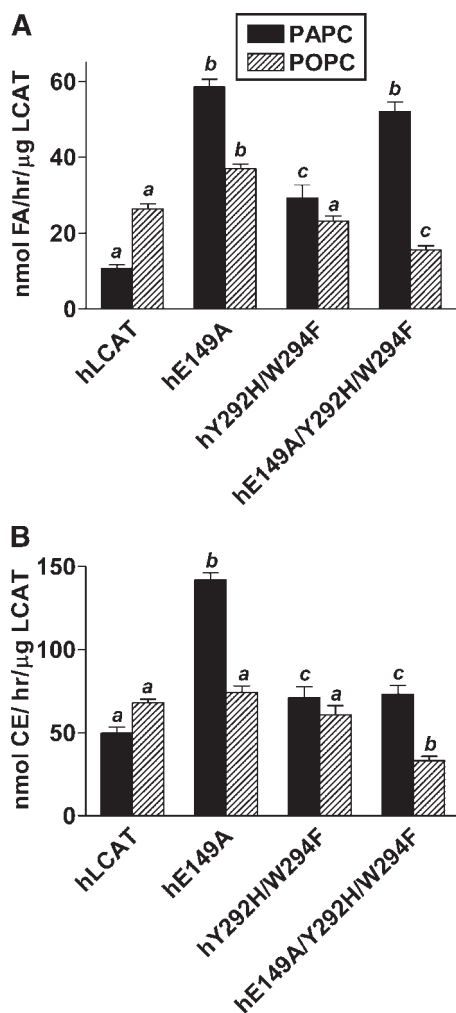 A
PAPC
POPC
nmol FA/hr/µg LCAT
60
40
20
0
a
a
b
b
c
a
b
c
hLCAT
hE149A
hY292H/W294F
hE149A/Y292H/W294F
B
nmol CE/ hr/µg LCAT
150
100
50
0
a
a
b
a
c
a
c
b
hLCAT
hE149A
hY292H/W294F
hE149A/Y292H/W294F